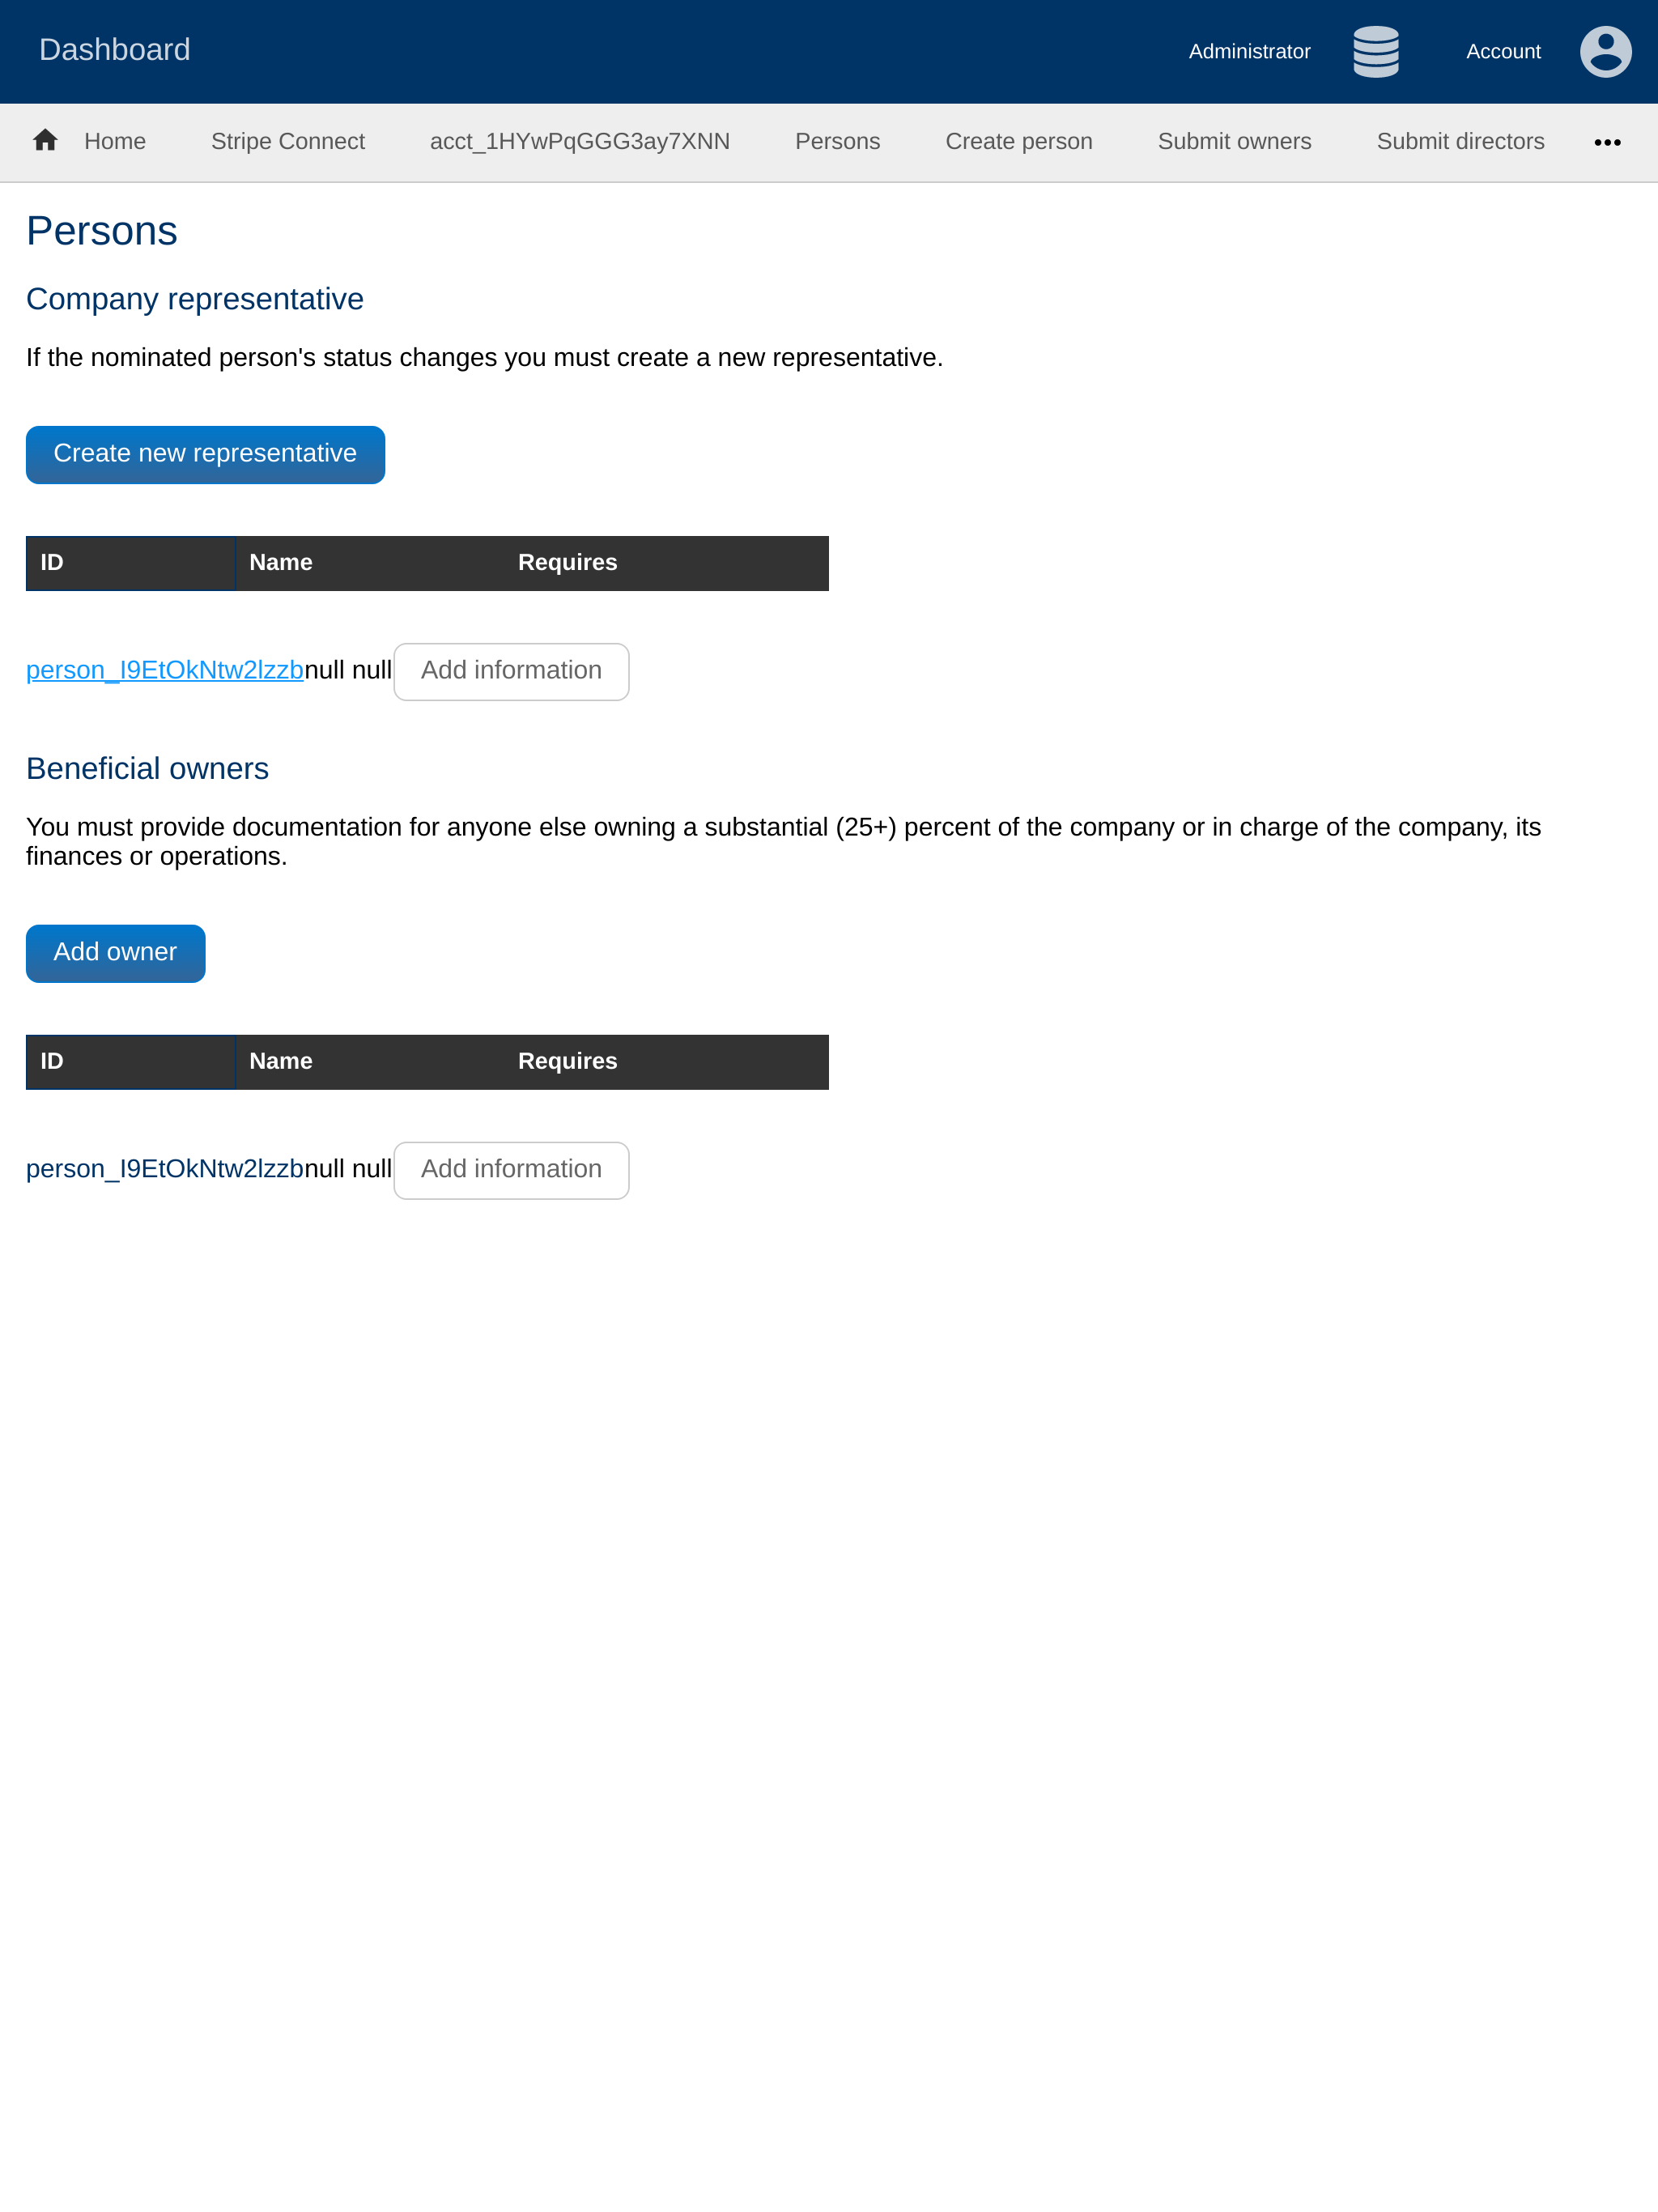 Dashboard
Administrator
Account
Home
Stripe Connect
acct_1HYwPqGGG3ay7XNN
Persons
Create person
Submit owners
Submit directors
Persons
Company representative
If the nominated person's status changes you must create a new representative.
Create new representative
ID Name Requires
person_I9EtOkNtw2lzzbnull null Add information
Beneficial owners
You must provide documentation for anyone else owning a substantial (25+) percent of the company or in charge of the company, its
finances or operations.
Add owner
ID Name Requires
person_I9EtOkNtw2lzzbnull null Add information